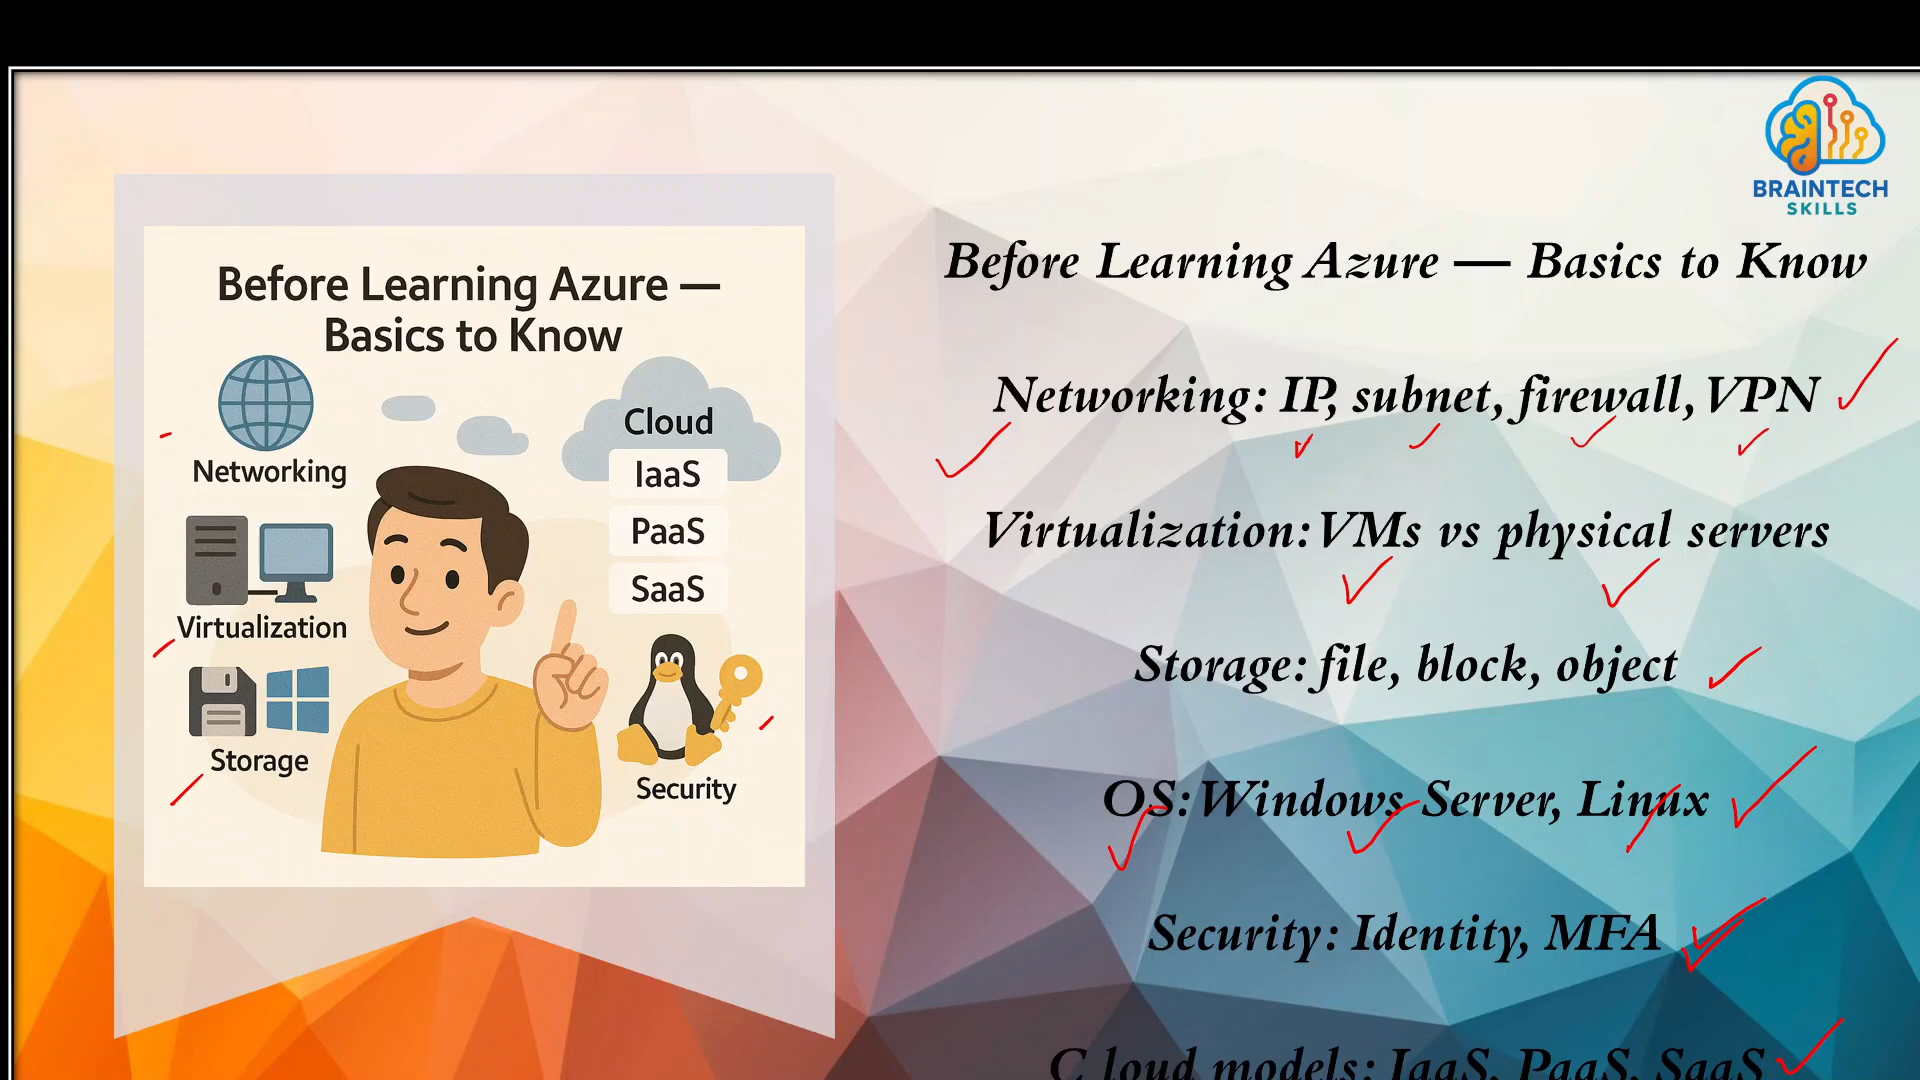 BRAINTECH
SKILLS
Before Learning Azure —
Basics to Know
Networking
Virtualization
Storage
Cloud
IaaS
PaaS
SaaS
Security
Before Learning Azure — Basics to Know
Networking: IP, subnet, firewall, VPN
Virtualization: VMs vs physical servers
Storage: file, block, object
OS: Windows Server, Linux
Security: Identity, MFA
C loud models: IaaS, PaaS, SaaS